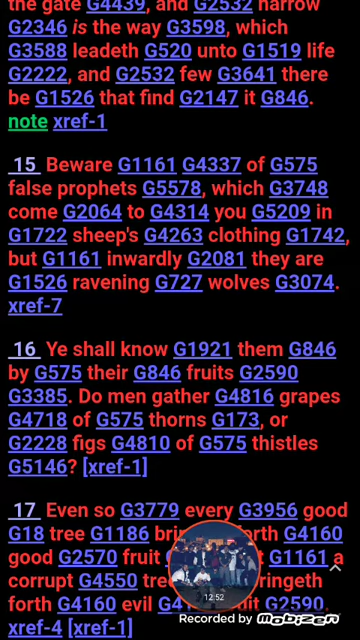 the gate G4439, and G2532 narrow
G2346 is the way G3598, which
G3588 leadeth G520 unto G1519 life
G2222, and G2532 few G3641 there
be G1526 that find G2147 it G846.
note xref-1
15 Beware G1161 G4337 of G575
false prophets G5578, which G3748
come G2064 to G4314 you G5209 in
G1722 sheep's G4263 clothing G1742,
but G1161 inwardly G2081 they are
G1526 ravening G727 wolves G3074.
xref-7
16 Ye shall know G1921 them G846
by G575 their G846 fruits G2590
G3385. Do men gather G4816 grapes
G4718 of G575 thorns G173, or
G2228 figs G4810 of G575 thistles
G5146? [xref-1]
17 Even so G3779 every G3956 good
G18 tree G1186 G4160
good G2570 fruit G1161 a
corrupt G4550
forth G4160 evil G2590.
xref-4 [xref-1]
12:52
Recorded by MOBIZEN